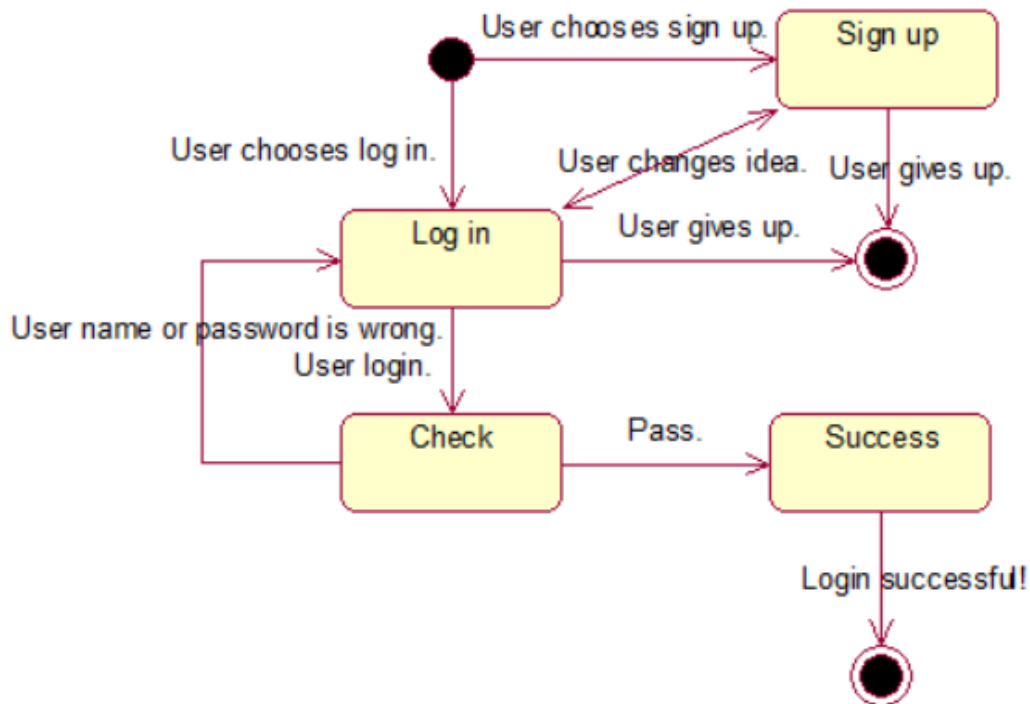 User chooses sign up.
Sign up
User chooses log in.
User changes idea.
User gives up.
Log in
User gives up.
User name or password is wrong.
User login.
Check
Pass.
Success
Login successful!